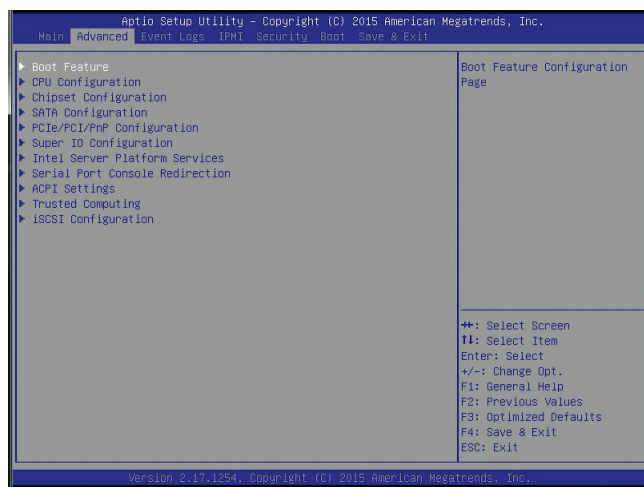 Aptio Setup Utility – Copyright (C) 2015 American Megatrends, Inc.
Main Advanced Event Logs IPMI Security Boot Save & Exit
▶ Boot Feature
▶ CPU Configuration
▶ Chipset Configuration
▶ SATA Configuration
▶ PCIe/PCI/PnP Configuration
▶ Super IO Configuration
▶ Intel Server Platform Services
▶ Serial Port Console Redirection
▶ ACPI Settings
▶ Trusted Computing
▶ iSCSI Configuration
Boot Feature Configuration
Page
→←: Select Screen
↑↓: Select Item
Enter: Select
+/-: Change Opt.
F1: General Help
F2: Previous Values
F3: Optimized Defaults
F4: Save & Exit
ESC: Exit
Version 2.17.1254. Copyright (C) 2015 American Megatrends, Inc.